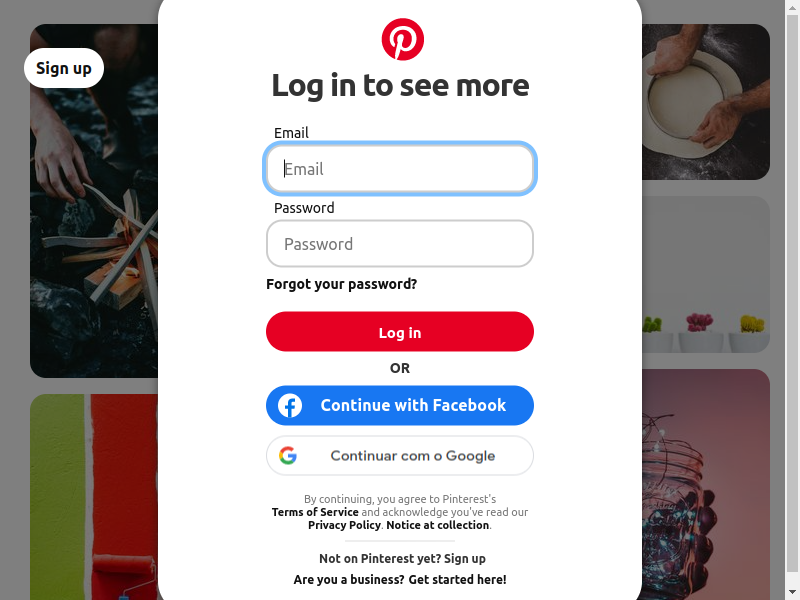 Sign up
Log in to see more
Email
Email
Password
Password
Forgot your password?
Log in
OR
Continue with Facebook
Continuar com o Google
By continuing, you agree to Pinterest's
Terms of Service and acknowledge you've read our
Privacy Policy. Notice at collection.
Not on Pinterest yet? Sign up
Are you a business? Get started here!